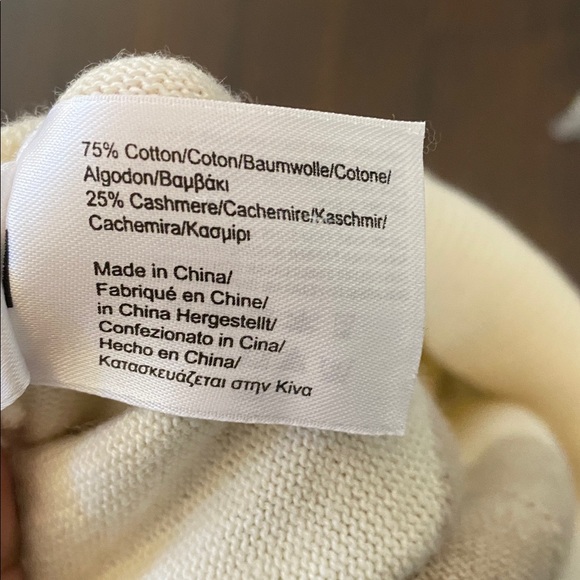 75% Cotton/Coton/Baumwolle/Cotone/
Algodon/Βαμβάκι
25% Cashmere/Cachemire/Kaschmir/
Cachemira/Κασμίρι
Made in China/
Fabriqué en Chine/
in China Hergestellt/
Confezionato in Cina/
Hecho en China/
Κατασκευάζεται στην Κίνα